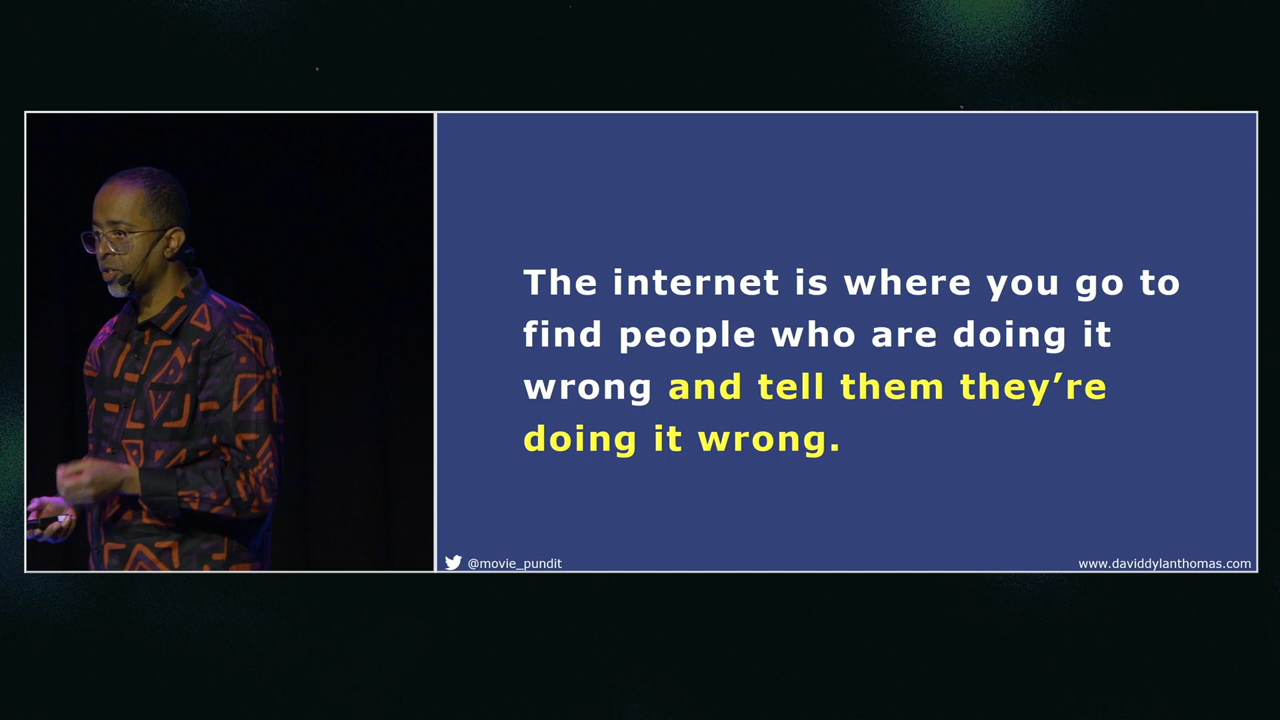 The internet is where you go to
find people who are doing it
wrong and tell them they’re
doing it wrong.
@movie_pundit
www.daviddylanthomas.com